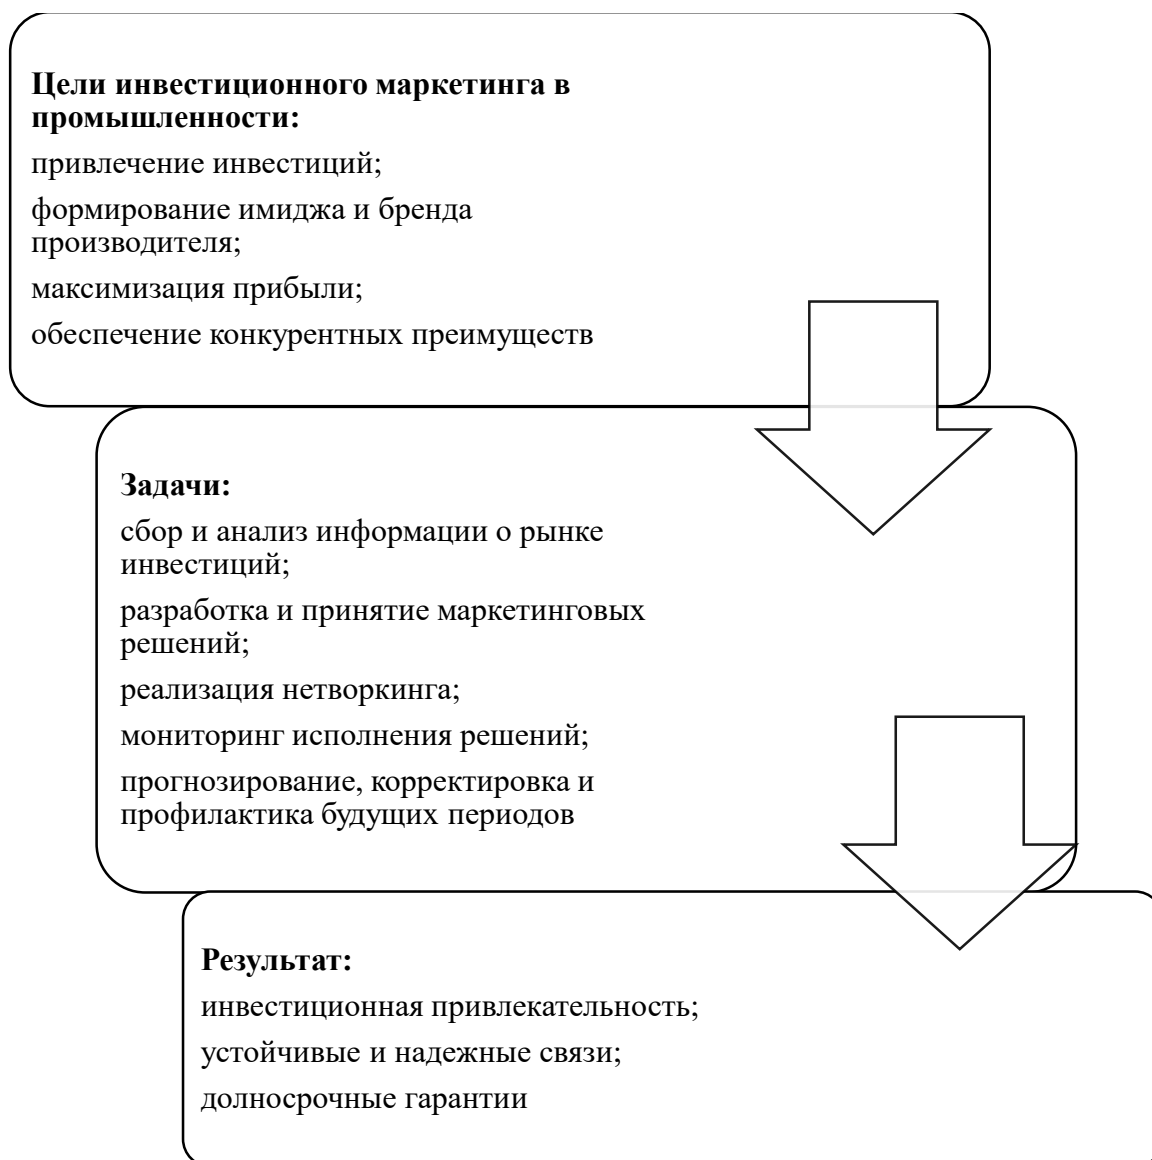 Цели инвестиционного маркетинга в
промышленности:
привлечение инвестиций;
формирование имиджа и бренда
производителя;
максимизация прибыли;
обеспечение конкурентных преимуществ
Задачи:
сбор и анализ информации о рынке
инвестиций;
разработка и принятие маркетинговых
решений;
реализация нетворкинга;
мониторинг исполнения решений;
прогнозирование, корректировка и
профилактика будущих периодов
Результат:
инвестиционная привлекательность;
устойчивые и надежные связи;
долносрочные гарантии